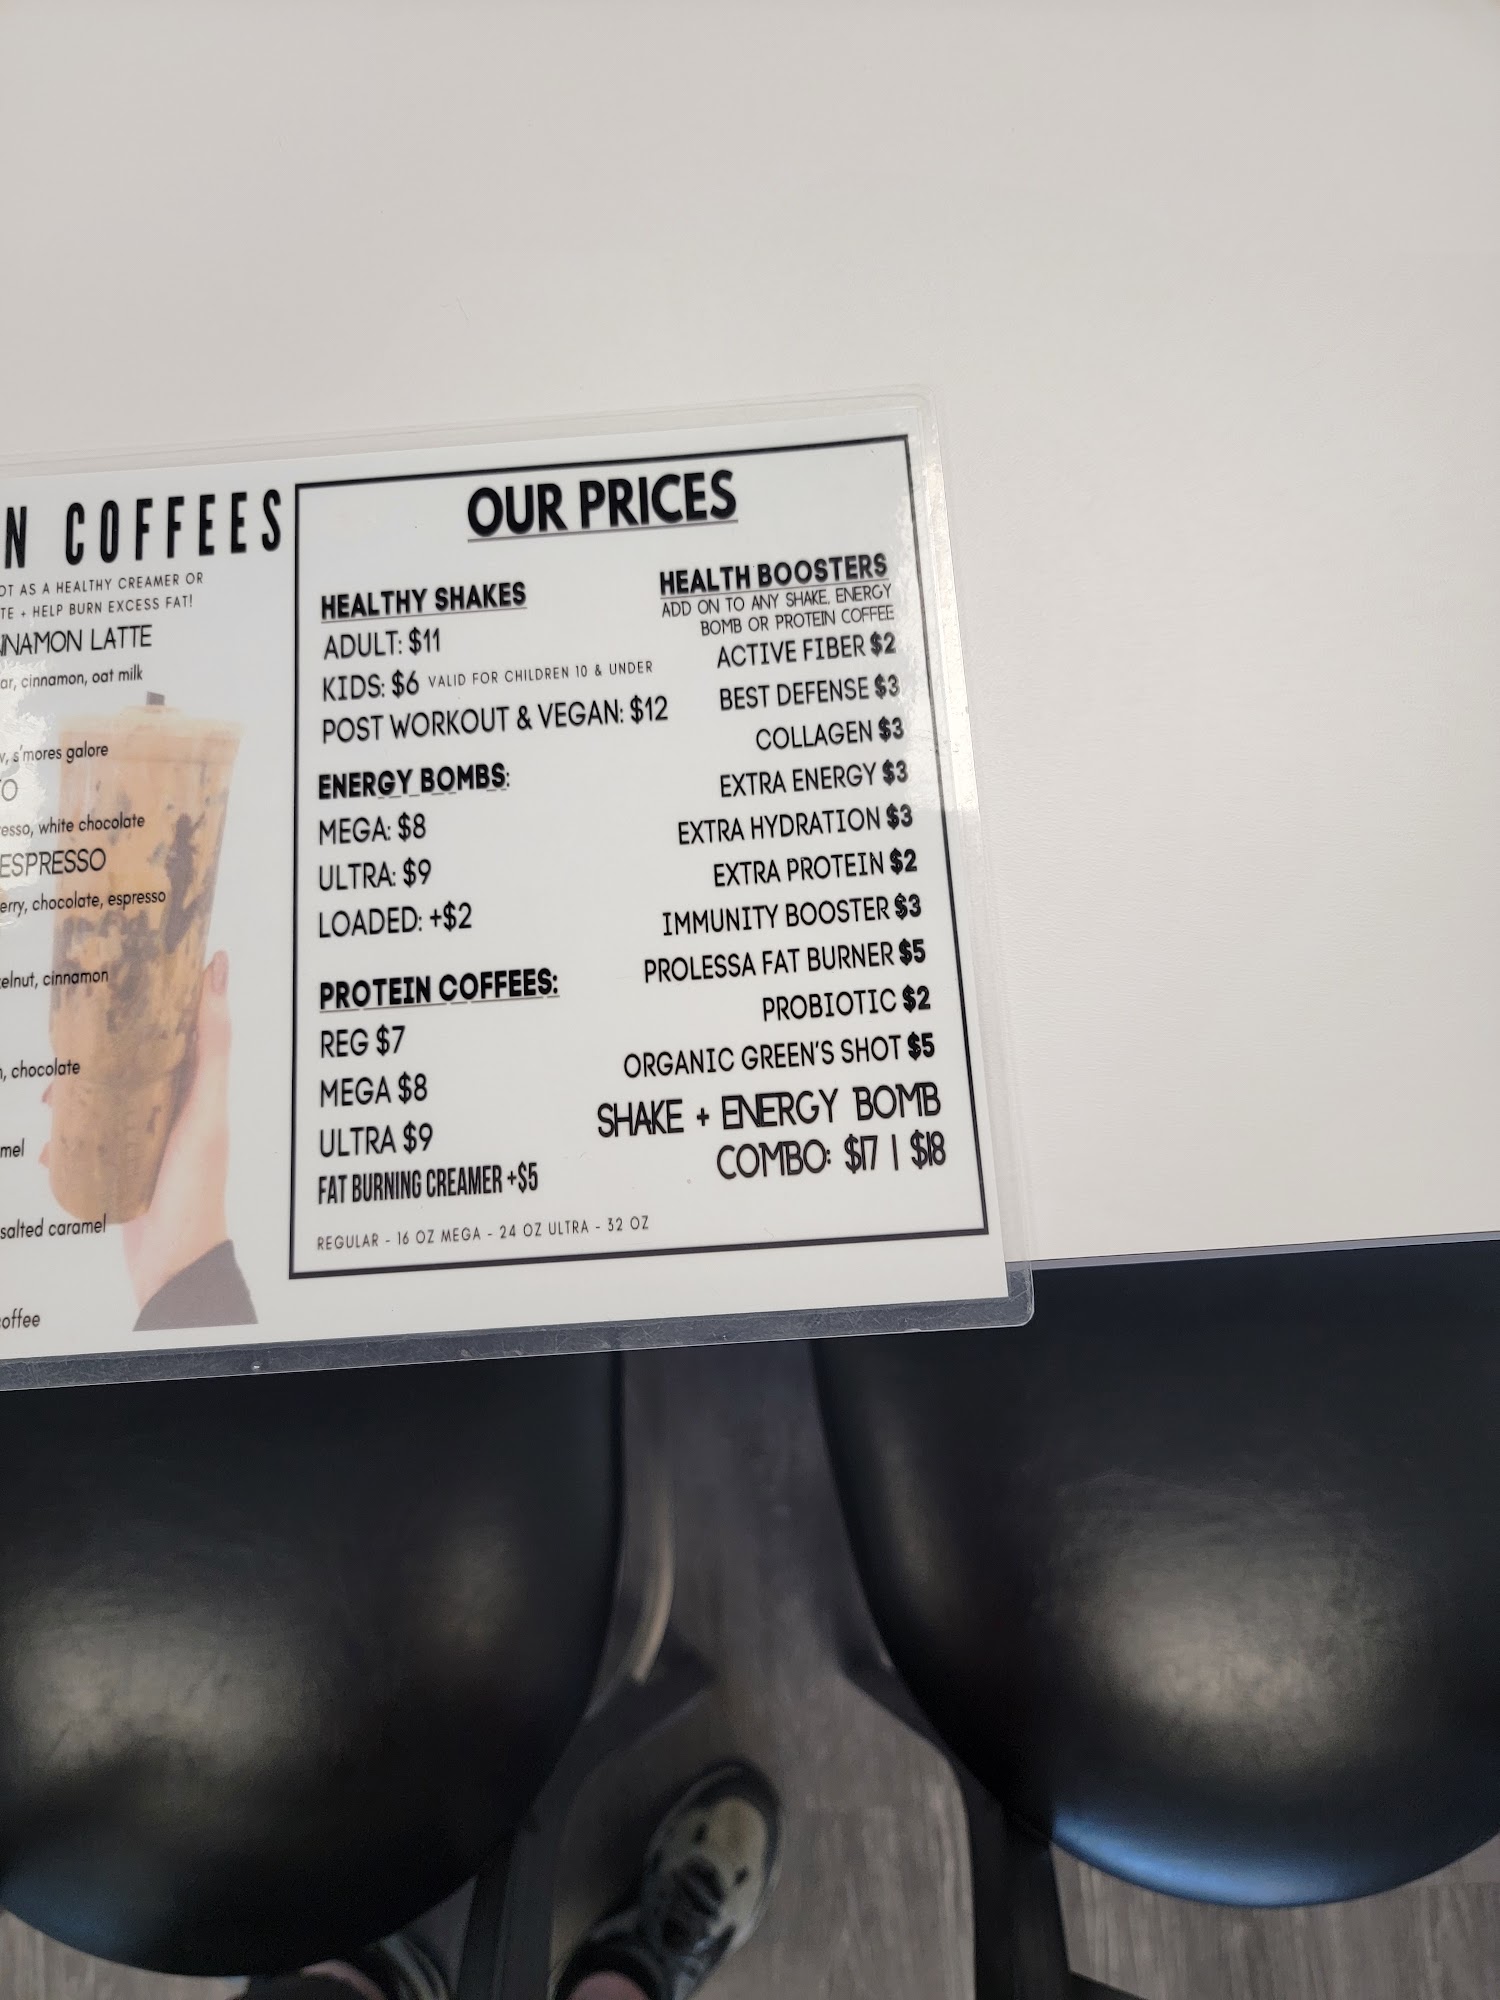 N COFFEES
OT AS A HEALTHY CREAMER OR
TE + HELP BURN EXCESS FAT!
NNAMON LATTE
ar, cinnamon, oat milk
s'mores galore
TO
esso, white chocolate
ESPRESSO
erry, chocolate, espresso
elnut, cinnamon
, chocolate
mel
salted caramel
coffee
OUR PRICES
HEALTHY SHAKES
ADULT: $11
KIDS: $6 VALID FOR CHILDREN 10 & UNDER
POST WORKOUT & VEGAN: $12
ENERGY BOMBS:
MEGA: $8
ULTRA: $9
LOADED: +$2
PROTEIN COFFEES:
REG $7
MEGA $8
ULTRA $9
FAT BURNING CREAMER +$5
REGULAR - 16 OZ MEGA - 24 OZ ULTRA - 32 OZ
HEALTH BOOSTERS
ADD ON TO ANY SHAKE, ENERGY
BOMB OR PROTEIN COFFEE
ACTIVE FIBER $2
BEST DEFENSE $3
COLLAGEN $3
EXTRA ENERGY $3
EXTRA HYDRATION $3
EXTRA PROTEIN $2
IMMUNITY BOOSTER $3
PROLESSA FAT BURNER $5
PROBIOTIC $2
ORGANIC GREEN'S SHOT $5
SHAKE + ENERGY BOMB
COMBO: $17 | $18